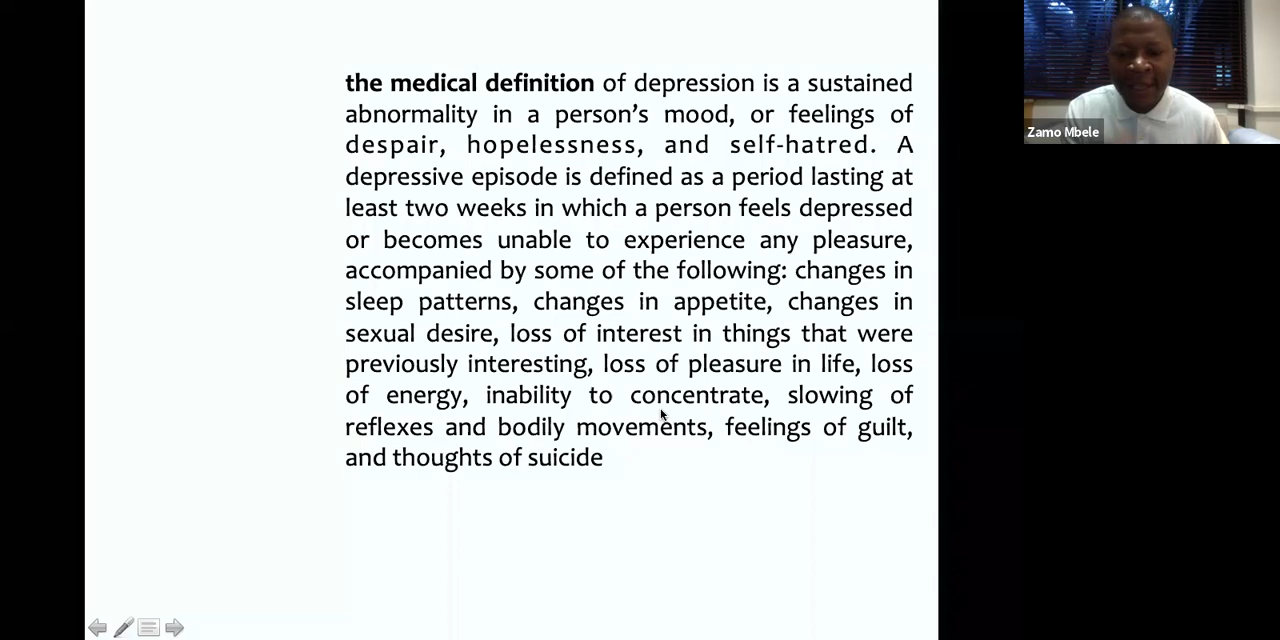 the medical definition of depression is a sustained
abnormality in a person's mood, or feelings of
despair, hopelessness, and self-hatred. A
depressive episode is defined as a period lasting at
least two weeks in which a person feels depressed
or becomes unable to experience any pleasure,
accompanied by some of the following: changes in
sleep patterns, changes in appetite, changes in
sexual desire, loss of interest in things that were
previously interesting, loss of pleasure in life, loss
of energy, inability to concentrate, slowing of
reflexes and bodily movements, feelings of guilt,
and thoughts of suicide
Zamo Mbele